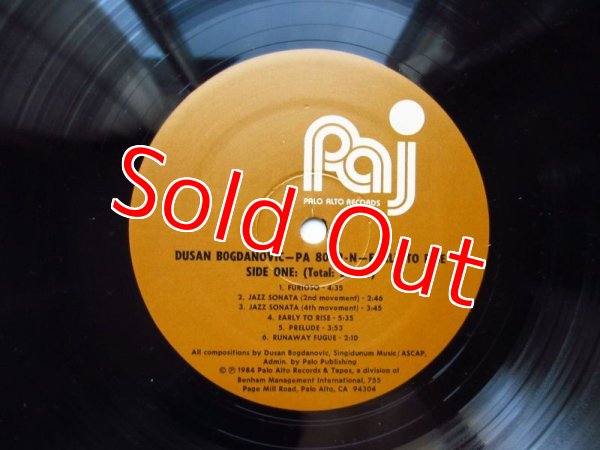 Paj
PALO ALTO RECORDS
Sold Out
DUSAN BOGDANOVIC—PA 80 -N— TO
SIDE ONE: (Total:
1. FURIOSO - 4:35
2. JAZZ SONATA (2nd movement) - 2:46
3. JAZZ SONATA (4th movement) - 3:45
4. EARLY TO RISE - 5:35
5. PRELUDE - 3:53
6. RUNAWAY FUGUE - 2:10
All compositions by Dusan Bogdanovic, Singidunum Music/ASCAP,
Admin. by Palo Publishing
© ℗ 1984 Palo Alto Records & Tapes, a division of
Benham Management International, 755
Page Mill Road, Palo Alto, CA 94304